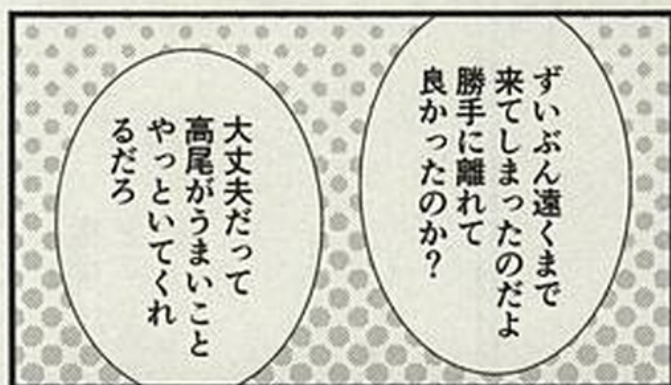 ずいぶん遠くまで
来てしまったのだよ
勝手に離れて
良かったのか?
大丈夫だって
高尾がうまいこと
やっといてくれ
るだろ